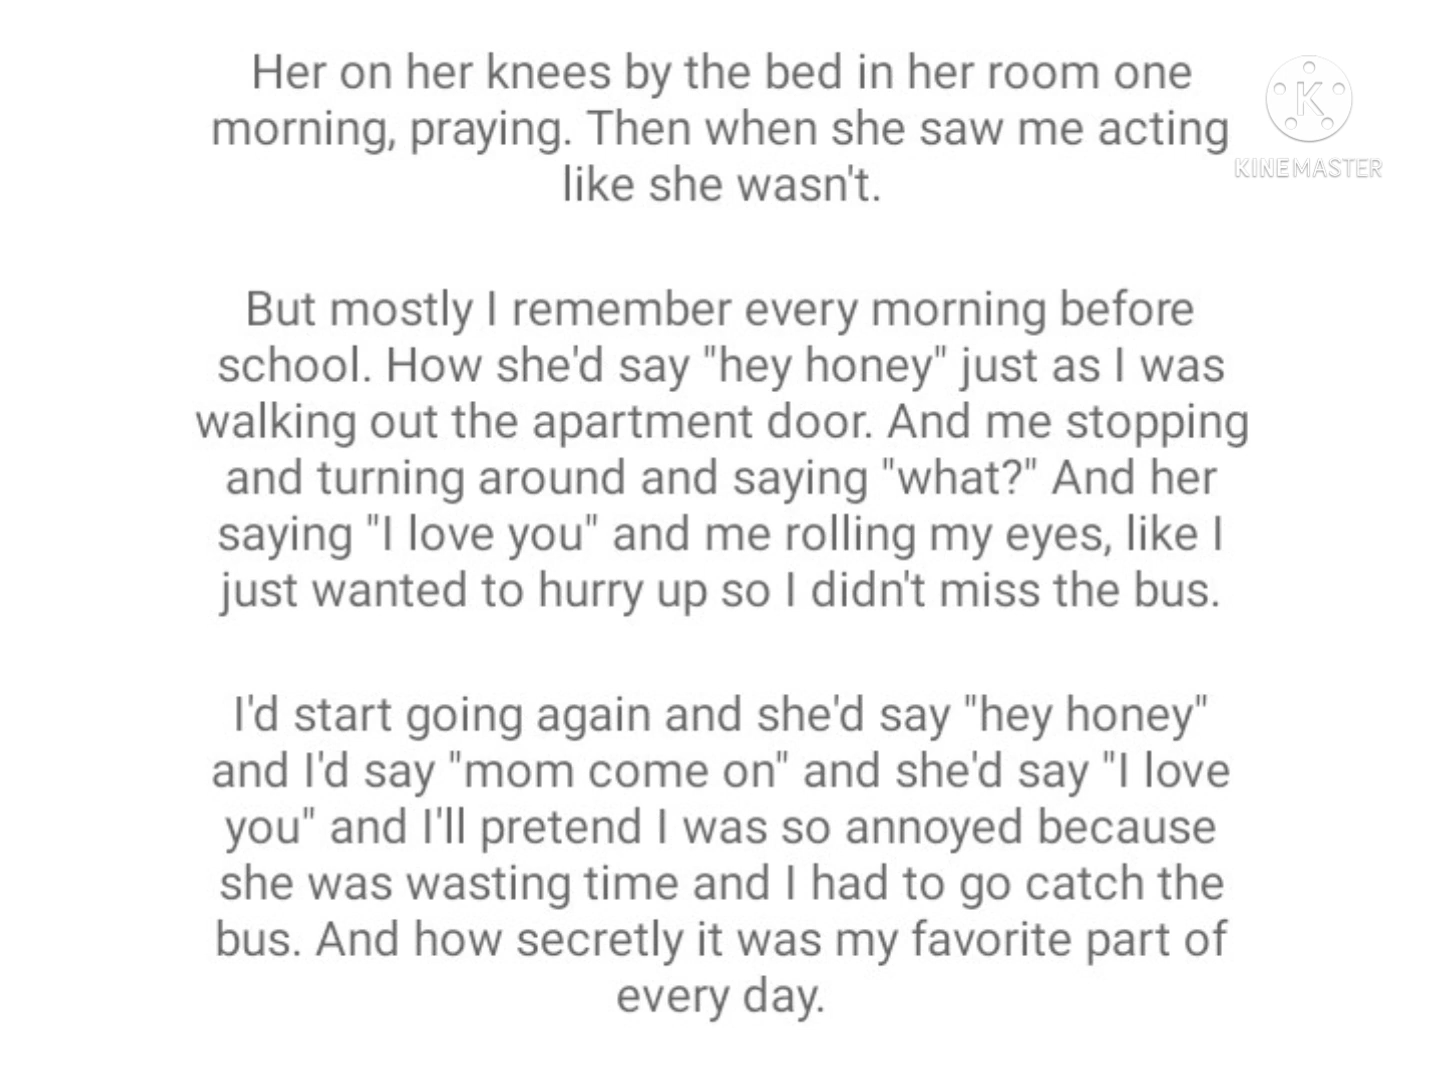 Her on her knees by the bed in her room one
morning, praying. Then when she saw me acting
like she wasn't.
K
KINEMASTER
But mostly I remember every morning before
school. How she'd say "hey honey" just as I was
walking out the apartment door. And me stopping
and turning around and saying "what?" And her
saying "I love you" and me rolling my eyes, like I
just wanted to hurry up so I didn't miss the bus.
I'd start going again and she'd say "hey honey"
and I'd say "mom come on" and she'd say "I love
you" and I'll pretend I was so annoyed because
she was wasting time and I had to go catch the
bus. And how secretly it was my favorite part of
every day.